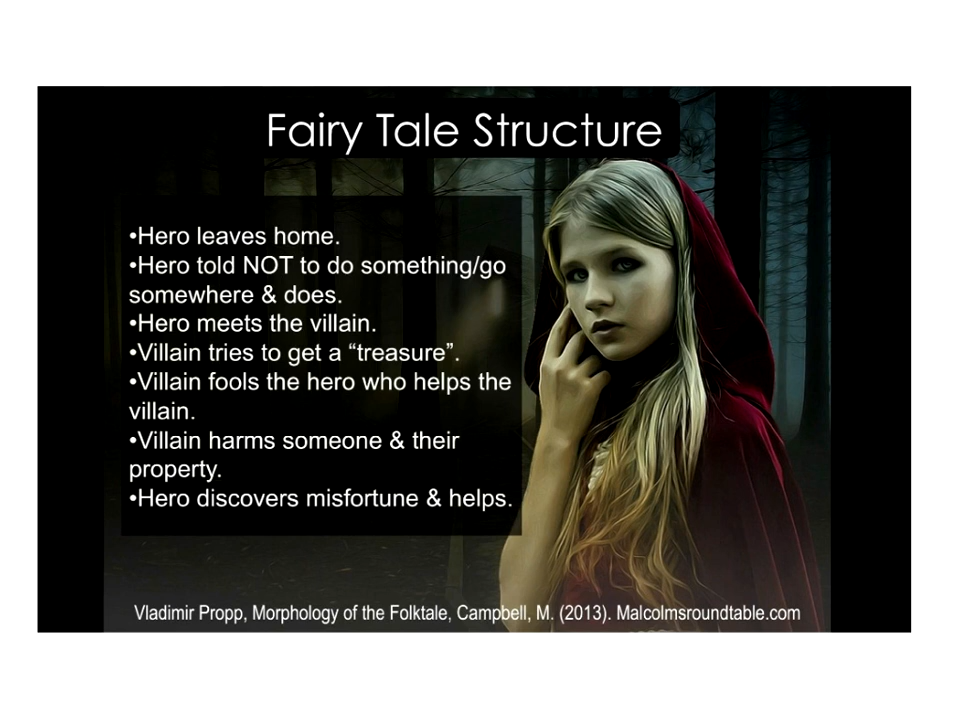 Fairy Tale Structure
•Hero leaves home.
•Hero told NOT to do something/go
somewhere & does.
•Hero meets the villain.
•Villain tries to get a “treasure”.
•Villain fools the hero who helps the
villain.
•Villain harms someone & their
property.
•Hero discovers misfortune & helps.
Vladimir Propp, Morphology of the Folktale, Campbell, M. (2013). Malcolmsroundtable.com